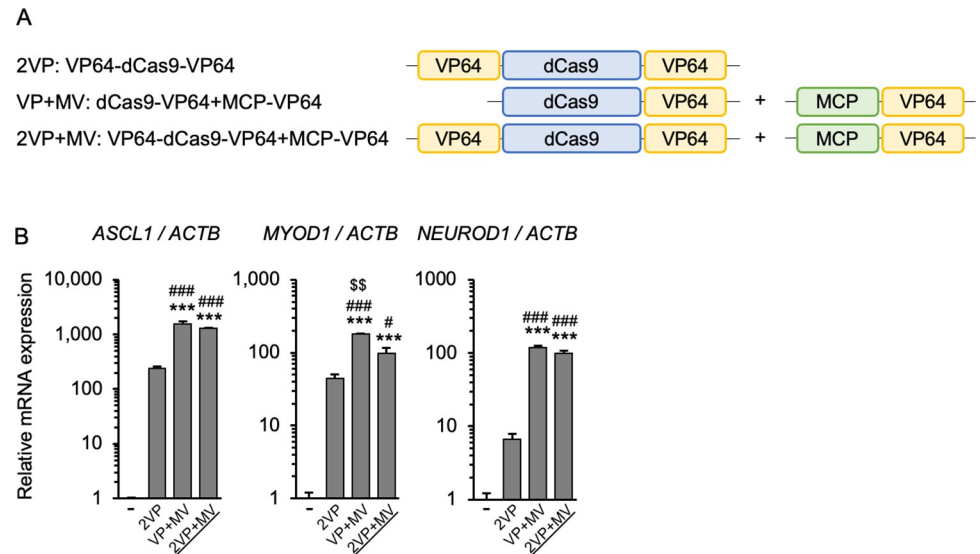 A
2VP: VP64-dCas9-VP64
VP64 dCas9 VP64
VP+MV: dCas9-VP64+MCP-VP64
dCas9 VP64 + MCP VP64
2VP+MV: VP64-dCas9-VP64+MCP-VP64
VP64 dCas9 VP64 + MCP VP64
B
ASCL1 / ACTB
MYOD1 / ACTB
NEUROD1 / ACTB
Relative mRNA expression
10,000
1,000
100
10
1
###
***
###
***
-
2VP
VP+MV
2VP+MV
1,000
100
10
1
$$
###
***
#
***
-
2VP
VP+MV
2VP+MV
1000
100
10
1
###
***
###
***
-
2VP
VP+MV
2VP+MV